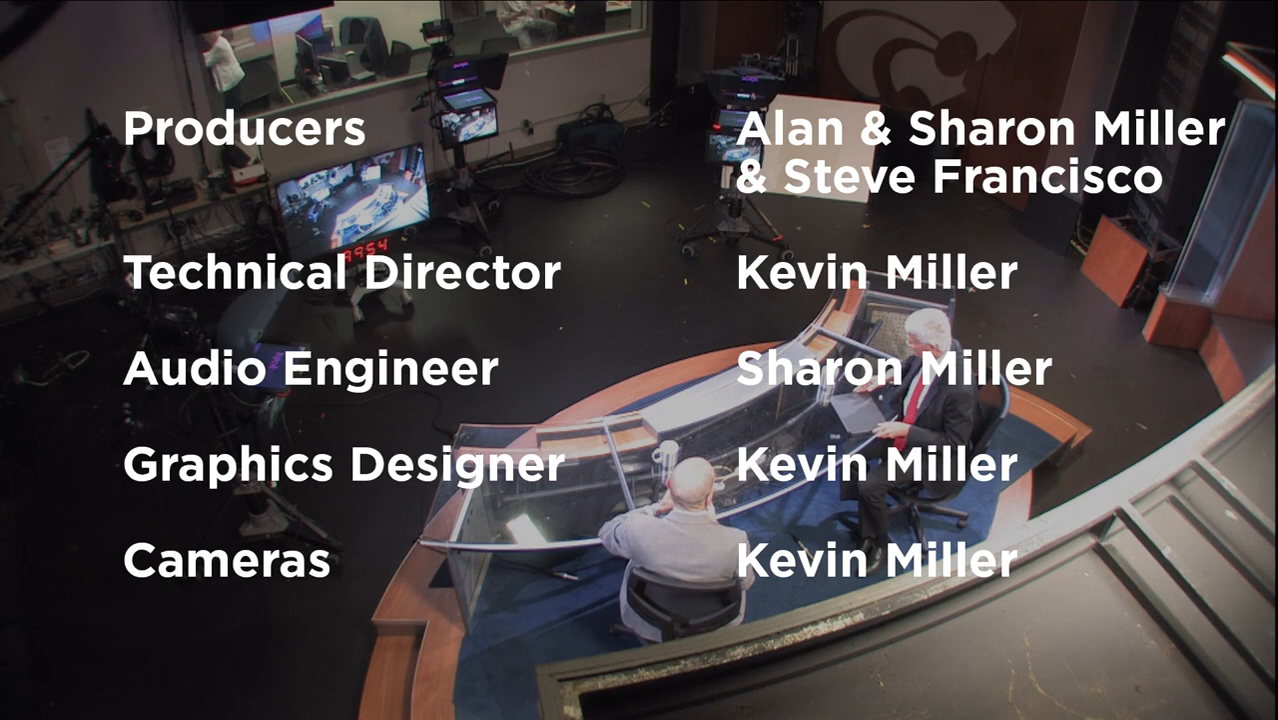 Producers Alan & Sharon Miller
& Steve Francisco
9954
Technical Director Kevin Miller
Audio Engineer Sharon Miller
Graphics Designer Kevin Miller
Cameras Kevin Miller